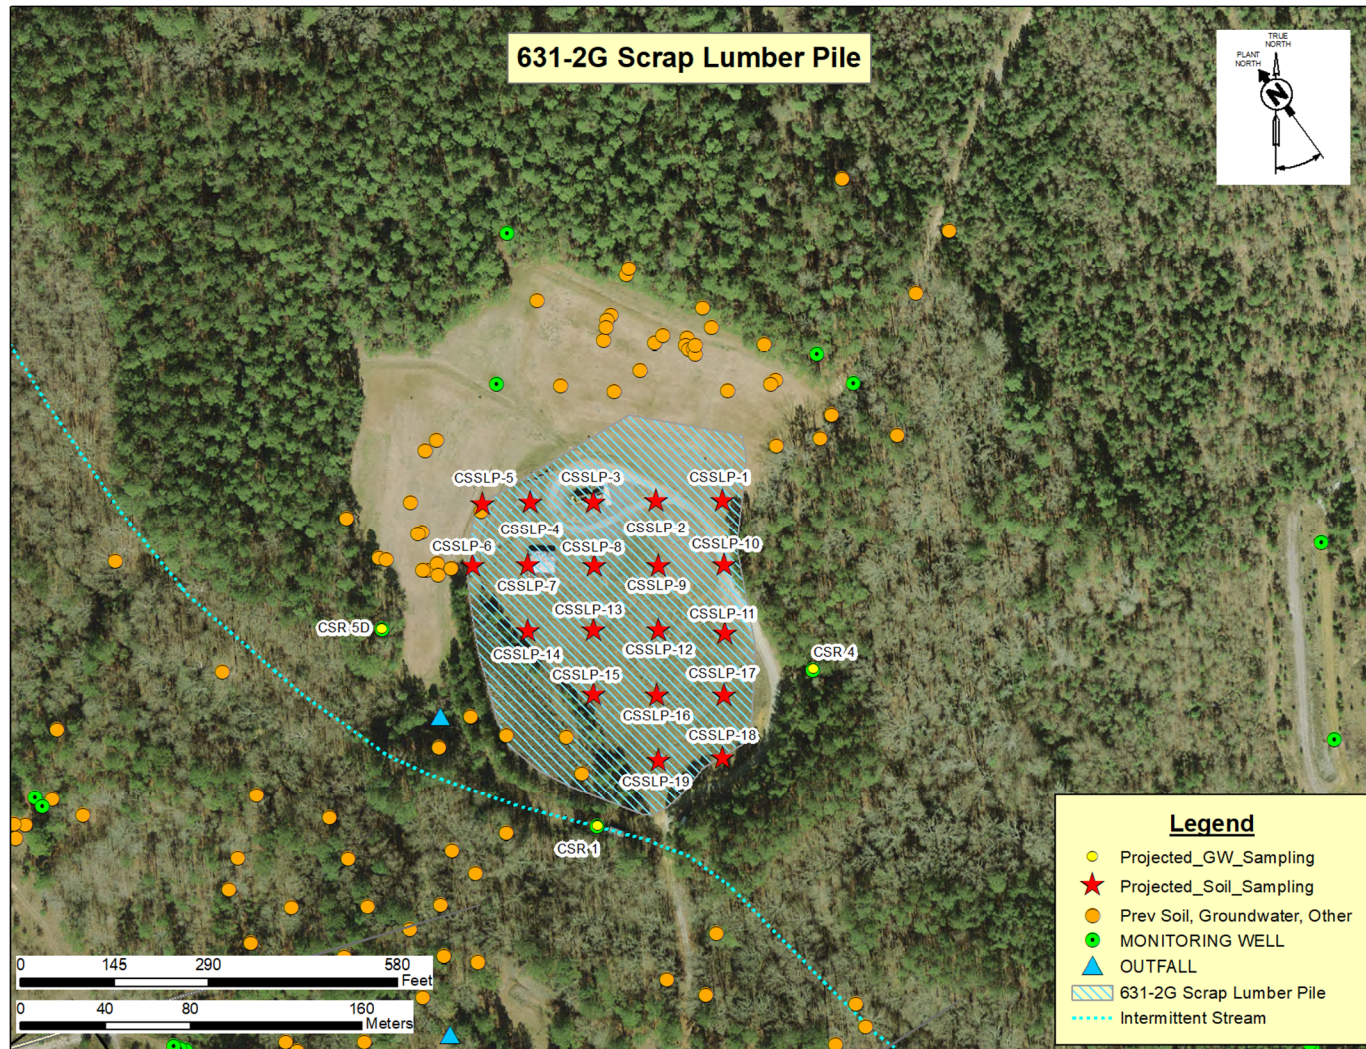 631-2G Scrap Lumber Pile
TRUE
NORTH
PLANT
NORTH
N
CSSLP-5
CSSLP-3
CSSLP-1
CSSLP-4
CSSLP-2
CSSLP-6
CSSLP-8
CSSLP-10
CSSLP-7
CSSLP-9
CSSLP-13
CSSLP-11
CSR 5D
CSSLP-14
CSSLP-12
CSR 4
CSSLP-15
CSSLP-17
CSSLP-16
CSSLP-18
CSSLP-19
CSR 1
Legend
Projected_GW_Sampling
Projected_Soil_Sampling
Prev Soil, Groundwater, Other
MONITORING WELL
OUTFALL
631-2G Scrap Lumber Pile
Intermittent Stream
0 145 290 580
Feet
0 40 80 160
Meters